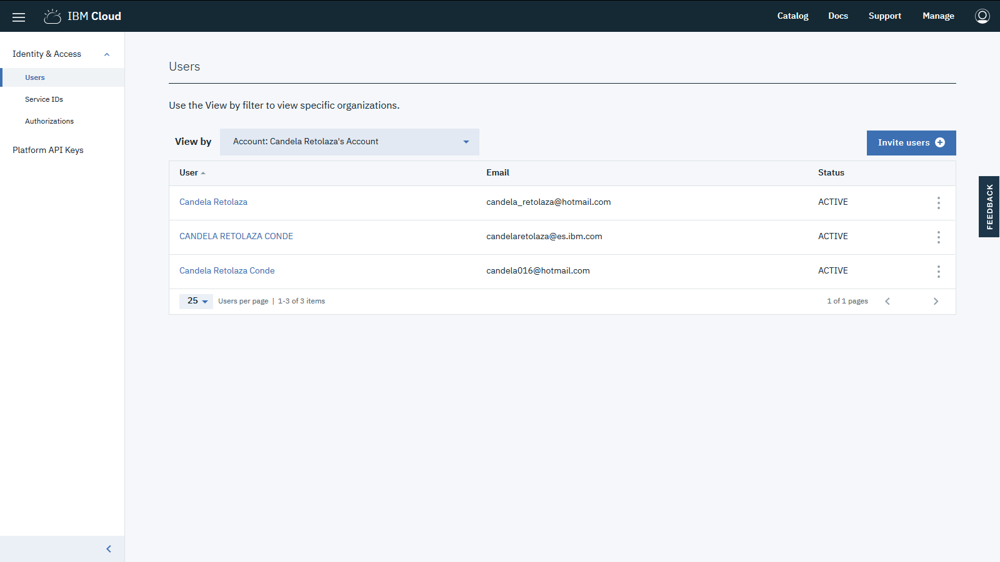 IBM Cloud
Catalog
Docs
Support
Manage
Identity & Access
Users
Service IDs
Authorizations
Platform API Keys
Users
Use the View by filter to view specific organizations.
View by
Account: Candela Retolaza's Account
Invite users
User
Email
Status
Candela Retolaza
candela_retolaza@hotmail.com
ACTIVE
CANDELA RETOLAZA CONDE
candelaretolaza@es.ibm.com
ACTIVE
Candela Retolaza Conde
candela016@hotmail.com
ACTIVE
25
Users per page | 1-3 of 3 items
1 of 1 pages
FEEDBACK